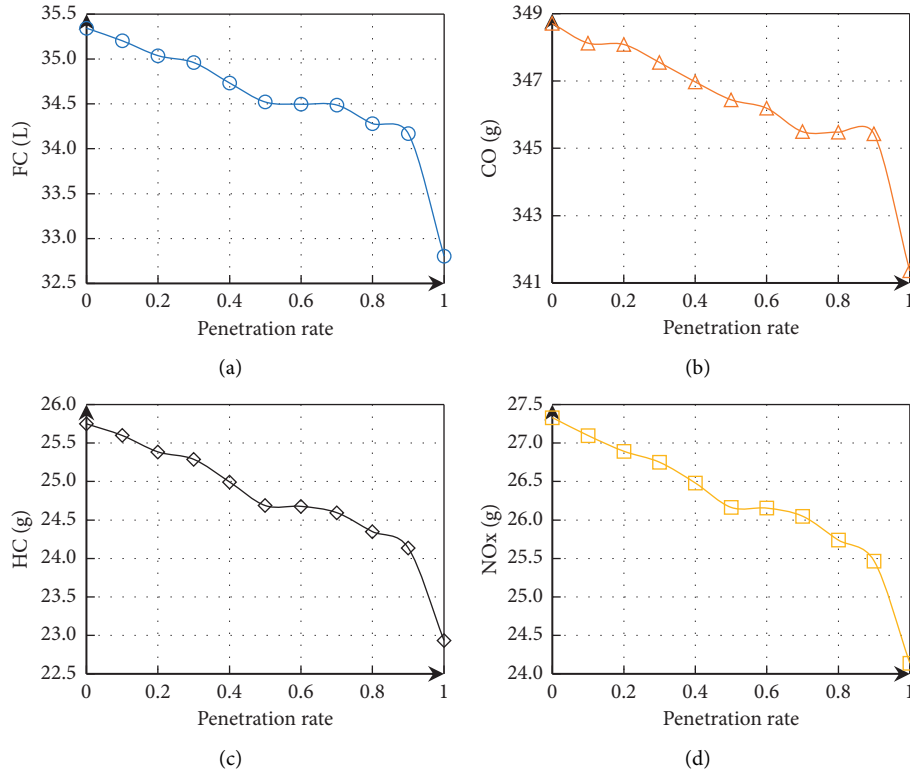 35.5
35.0
34.5
34.0
33.5
33.0
32.5
FC (L)
0 0.2 0.4 0.6 0.8 1
Penetration rate
(a)
349
347
345
343
341
CO (g)
0 0.2 0.4 0.6 0.8 1
Penetration rate
(b)
26.0
25.5
25.0
24.5
24.0
23.5
23.0
22.5
HC (g)
0 0.2 0.4 0.6 0.8 1
Penetration rate
(c)
27.5
27.0
26.5
26.0
25.5
25.0
24.5
24.0
NOx (g)
0 0.2 0.4 0.6 0.8 1
Penetration rate
(d)